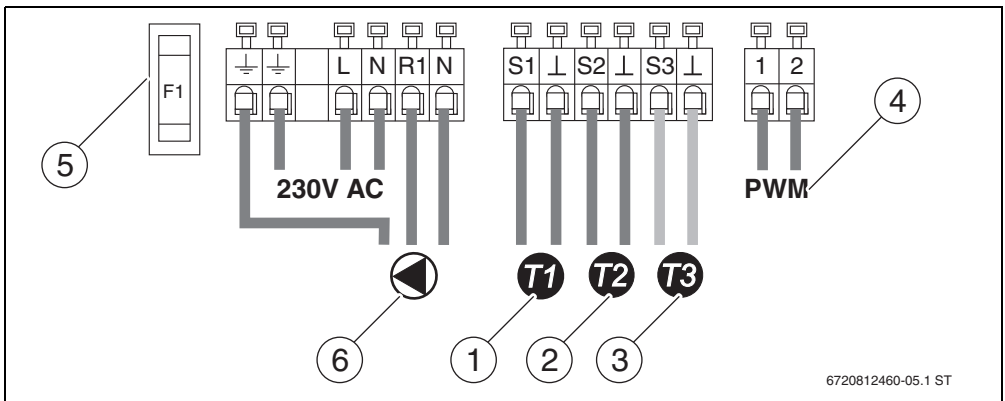 F1
⏚ ⏚ L N R1 N
S1 ⊥ S2 ⊥ S3 ⊥
1 2
4
5
230V AC
PWM
T1 T2 T3
6 1 2 3
6720812460-05.1 ST